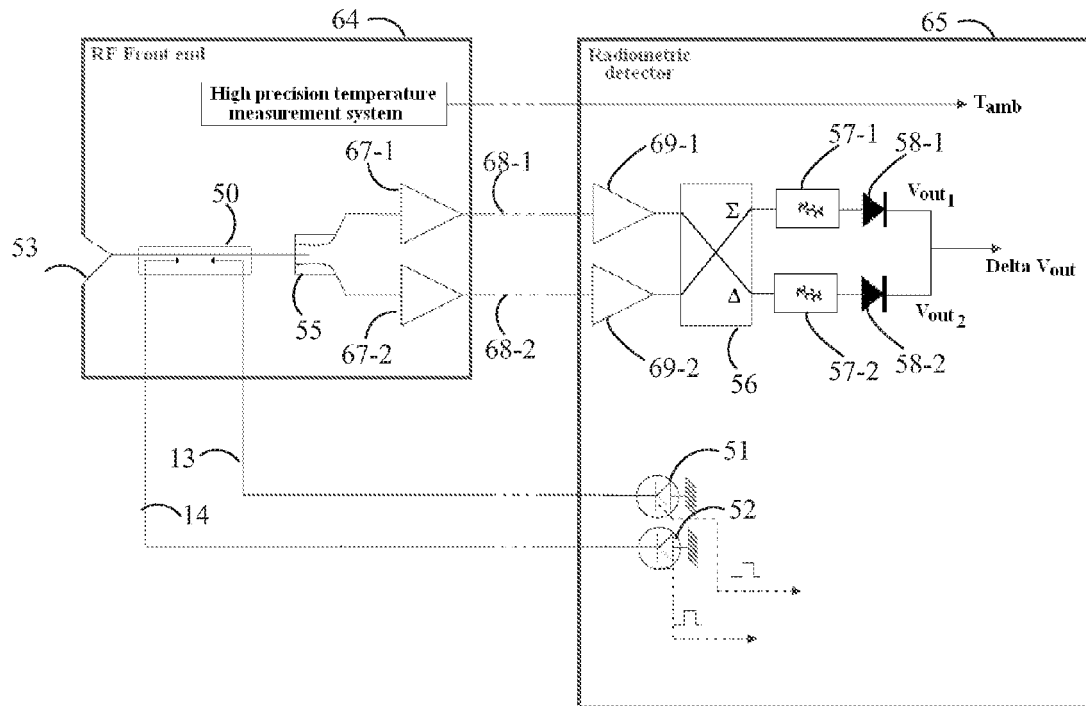 64
65
RF Front end
Radiometric
detector
High precision temperature
measurement system
T_amb
67-1
68-1
69-1
57-1
58-1
50
Σ
Vout1
53
Delta Vout
55
Δ
Vout2
67-2
68-2
69-2
56
57-2
58-2
13
51
14
52